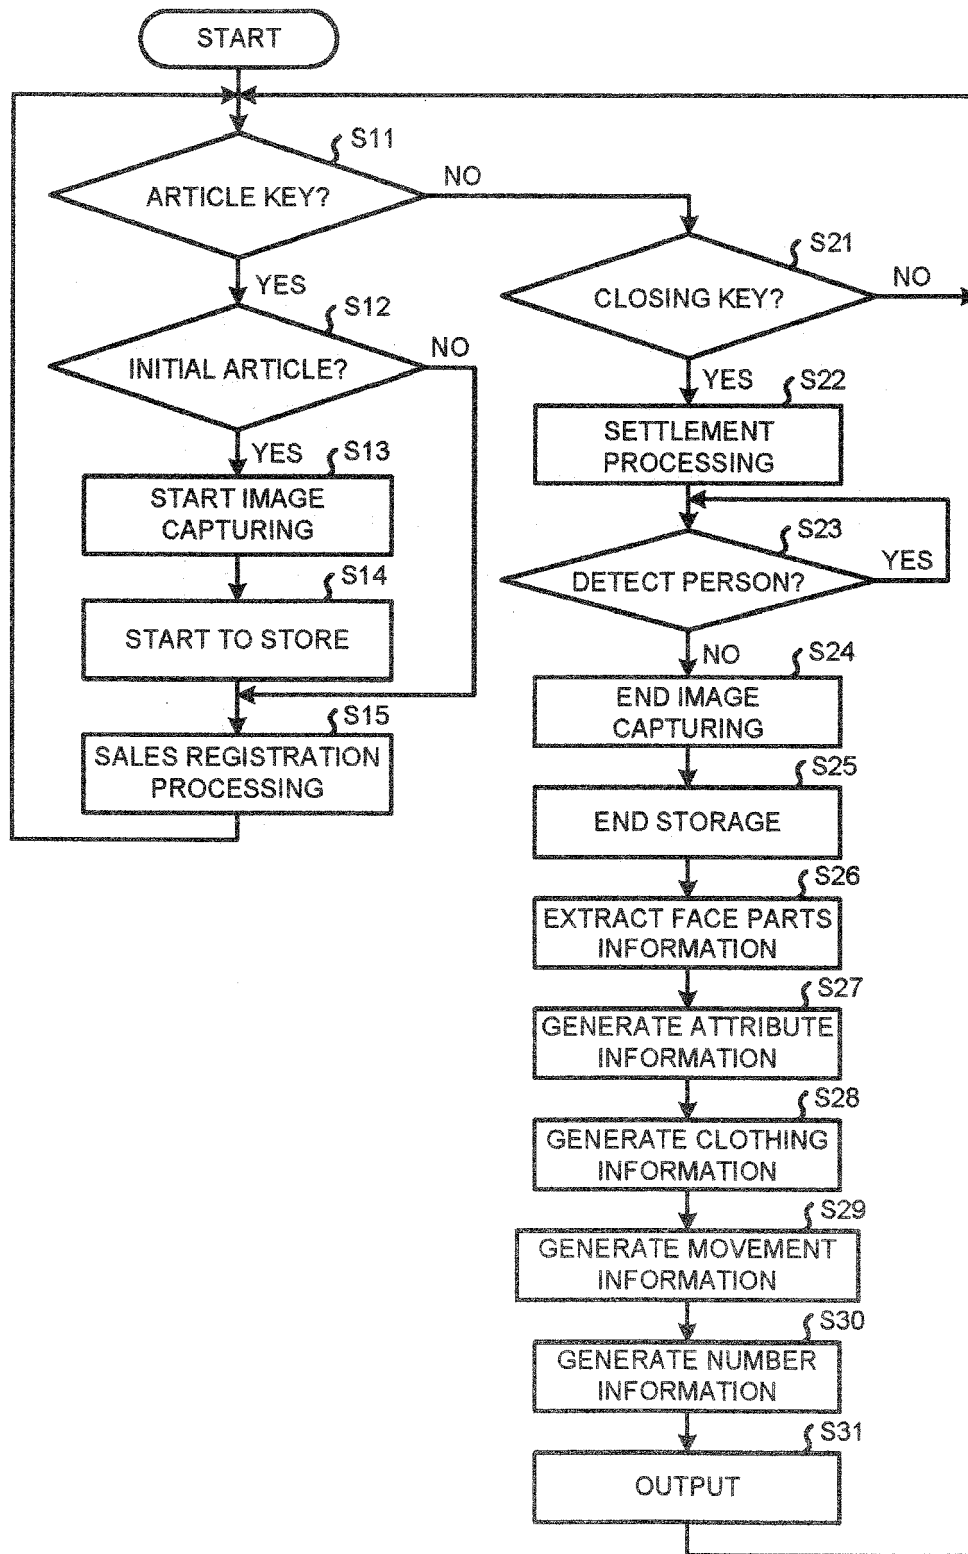 START
S11
ARTICLE KEY?
NO
YES
S12
INITIAL ARTICLE?
NO
YES
S13
START IMAGE
CAPTURING
S14
START TO STORE
S15
SALES REGISTRATION
PROCESSING
S21
CLOSING KEY?
NO
YES
S22
SETTLEMENT
PROCESSING
S23
DETECT PERSON?
YES
NO
S24
END IMAGE
CAPTURING
S25
END STORAGE
S26
EXTRACT FACE PARTS
INFORMATION
S27
GENERATE ATTRIBUTE
INFORMATION
S28
GENERATE CLOTHING
INFORMATION
S29
GENERATE MOVEMENT
INFORMATION
S30
GENERATE NUMBER
INFORMATION
S31
OUTPUT